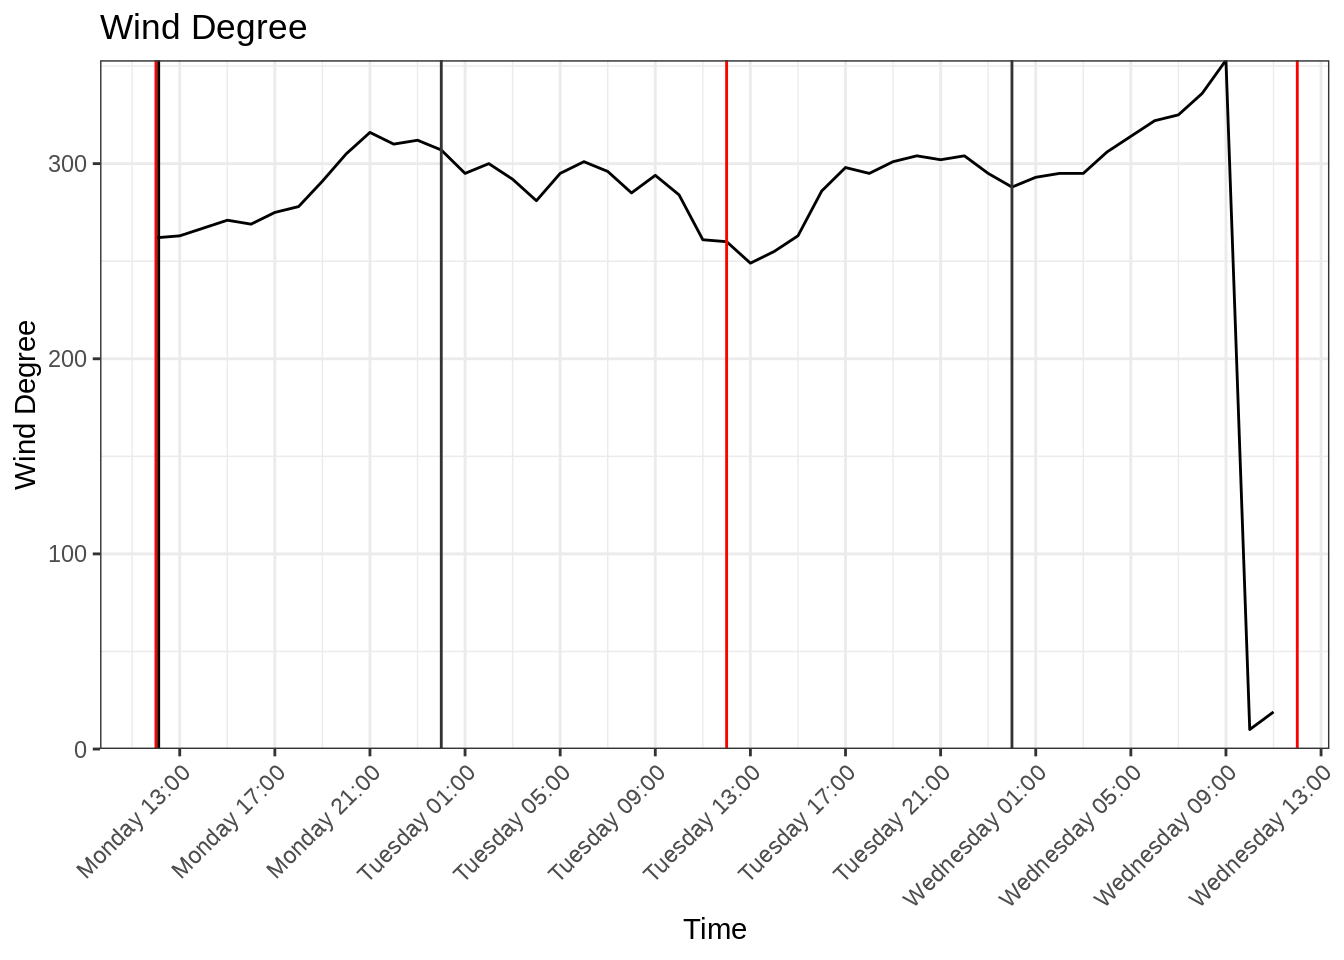 Wind Degree
Wind Degree
300
200
100
0
Monday 13:00
Monday 17:00
Monday 21:00
Tuesday 01:00
Tuesday 05:00
Tuesday 09:00
Tuesday 13:00
Tuesday 17:00
Tuesday 21:00
Wednesday 01:00
Wednesday 05:00
Wednesday 09:00
Wednesday 13:00
Time